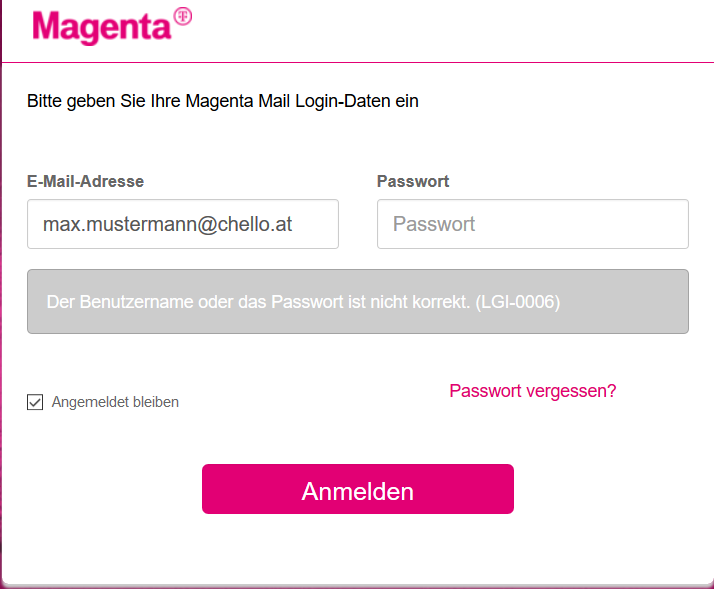 Magenta T
Bitte geben Sie Ihre Magenta Mail Login-Daten ein
E-Mail-Adresse Passwort
max.mustermann@chello.at Passwort
Der Benutzername oder das Passwort ist nicht korrekt. (LGI-0006)
Passwort vergessen?
Angemeldet bleiben
Anmelden